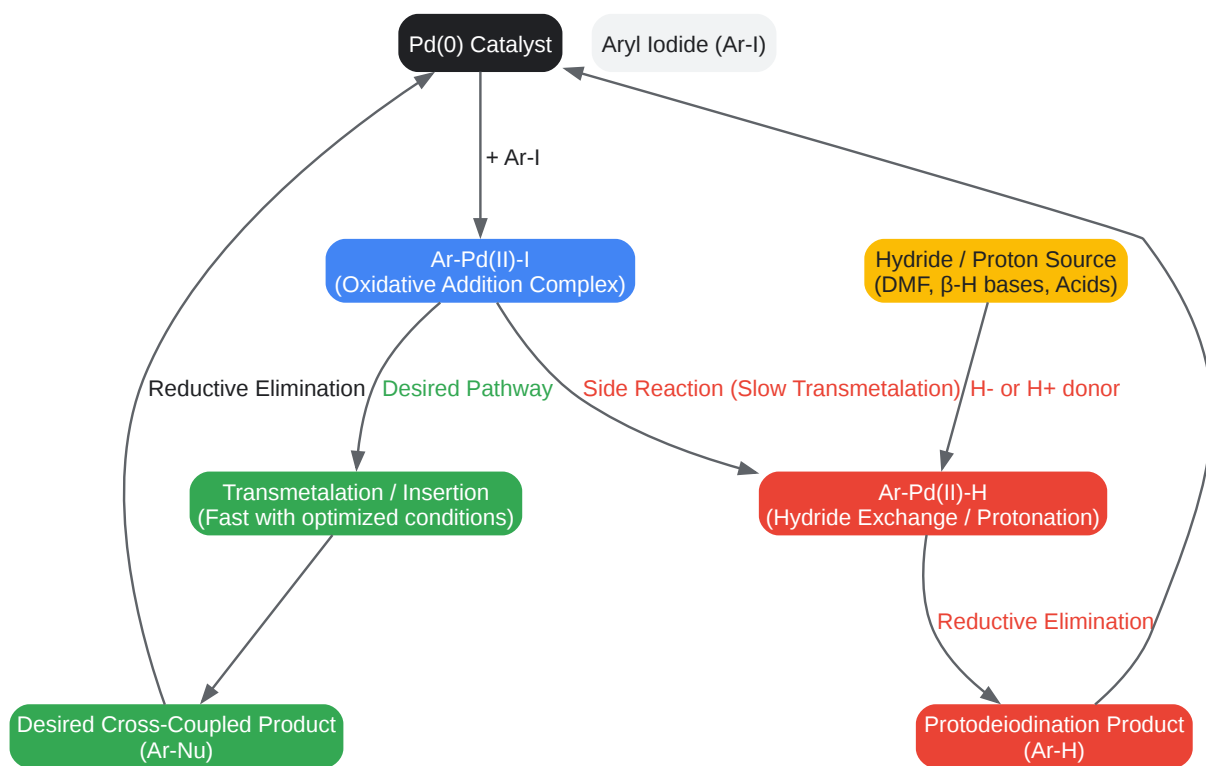 Pd(0) Catalyst
Aryl Iodide (Ar-I)
+ Ar-I
Ar-Pd(II)-I
(Oxidative Addition Complex)
Hydride / Proton Source
(DMF, β-H bases, Acids)
Reductive Elimination
Desired Pathway
Side Reaction (Slow Transmetalation)
H- or H+ donor
Transmetalation / Insertion
(Fast with optimized conditions)
Ar-Pd(II)-H
(Hydride Exchange / Protonation)
Reductive Elimination
Desired Cross-Coupled Product
(Ar-Nu)
Protodeiodination Product
(Ar-H)